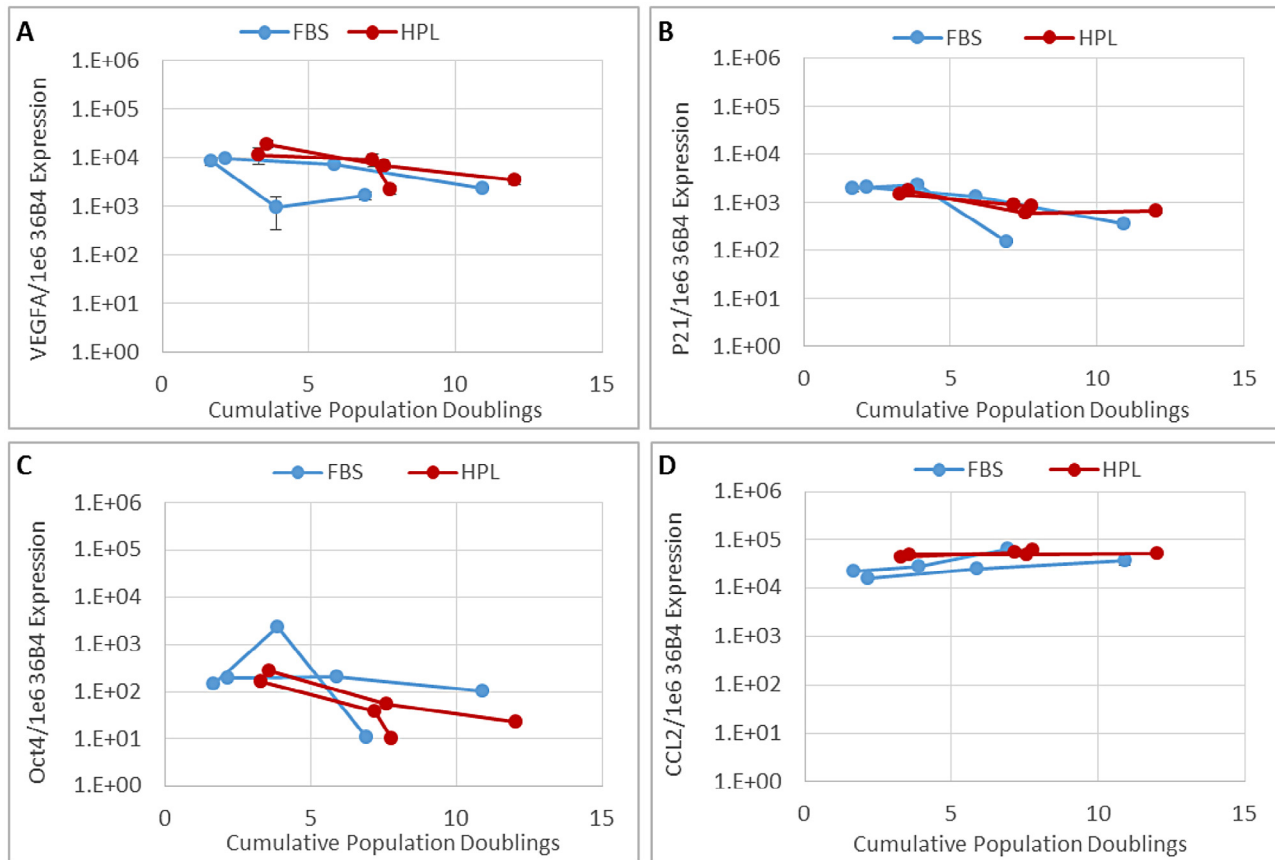 A
FBS HPL
VEGFA/1e6 36B4 Expression
1.E+06
1.E+05
1.E+04
1.E+03
1.E+02
1.E+01
1.E+00
0 5 10 15
Cumulative Population Doublings
B
FBS HPL
P21/1e6 36B4 Expression
1.E+06
1.E+05
1.E+04
1.E+03
1.E+02
1.E+01
1.E+00
0 5 10 15
Cumulative Population Doublings
C
FBS HPL
Oct4/1e6 36B4 Expression
1.E+06
1.E+05
1.E+04
1.E+03
1.E+02
1.E+01
1.E+00
0 5 10 15
Cumulative Population Doublings
D
FBS HPL
CCL2/1e6 36B4 Expression
1.E+06
1.E+05
1.E+04
1.E+03
1.E+02
1.E+01
1.E+00
0 5 10 15
Cumulative Population Doublings